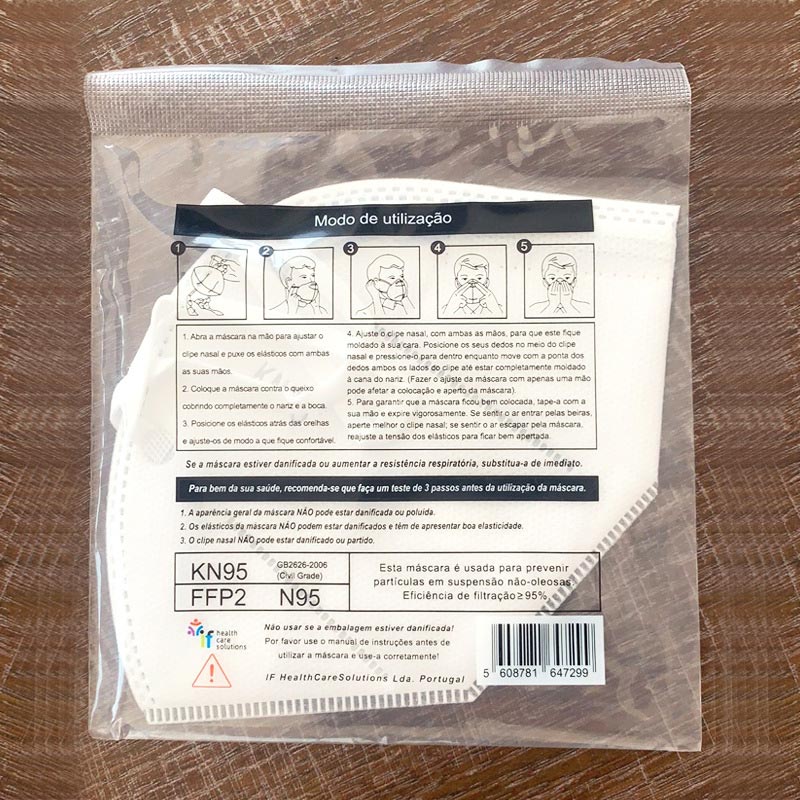 Modo de utilização
1 2 3 4 5
1. Abra a máscara na mão para ajustar o
clipe nasal e puxe os elásticos com ambas
as suas mãos.
2. Coloque a máscara contra o queixo
cobrindo completamente o nariz e a boca.
3. Posicione os elásticos atrás das orelhas
e ajuste-os de modo a que fique confortável.
4. Ajuste o clipe nasal, com ambas as mãos, para que este fique
moldado à sua cara. Posicione os seus dedos no meio do clipe
nasal e pressione-o para dentro enquanto move com a ponta dos
dedos ambos os lados do clipe até estar completamente moldado
à cana do nariz. (Fazer o ajuste da máscara com apenas uma mão
pode afetar a colocação e aperto da máscara).
5. Para garantir que a máscara ficou bem colocada, tape-a com a
sua mão e expire vigorosamente. Se sentir o ar entrar pelas beiras,
aperte melhor o clipe nasal; se sentir o ar escapar pela máscara,
reajuste a tensão dos elásticos para ficar bem apertada.
Se a máscara estiver danificada ou aumentar a resistência respiratória, substitua-a de imediato.
Para bem da sua saúde, recomenda-se que faça um teste de 3 passos antes da utilização da máscara.
1. A aparência geral da máscara NÃO pode estar danificada ou poluída.
2. Os elásticos da máscara NÃO podem estar danificados e têm de apresentar boa elasticidade.
3. O clipe nasal NÃO pode estar danificado ou partido.
KN95 GB2626-2006
(Civil Grade)
FFP2 N95
Esta máscara é usada para prevenir
partículas em suspensão não-oleosas.
Eficiência de filtração ≥ 95%.
if health
care
solutions
Não usar se a embalagem estiver danificada!
Por favor use o manual de instruções antes de
utilizar a máscara e use-a corretamente!
IF HealthCareSolutions Lda. Portugal
5 608781 647299